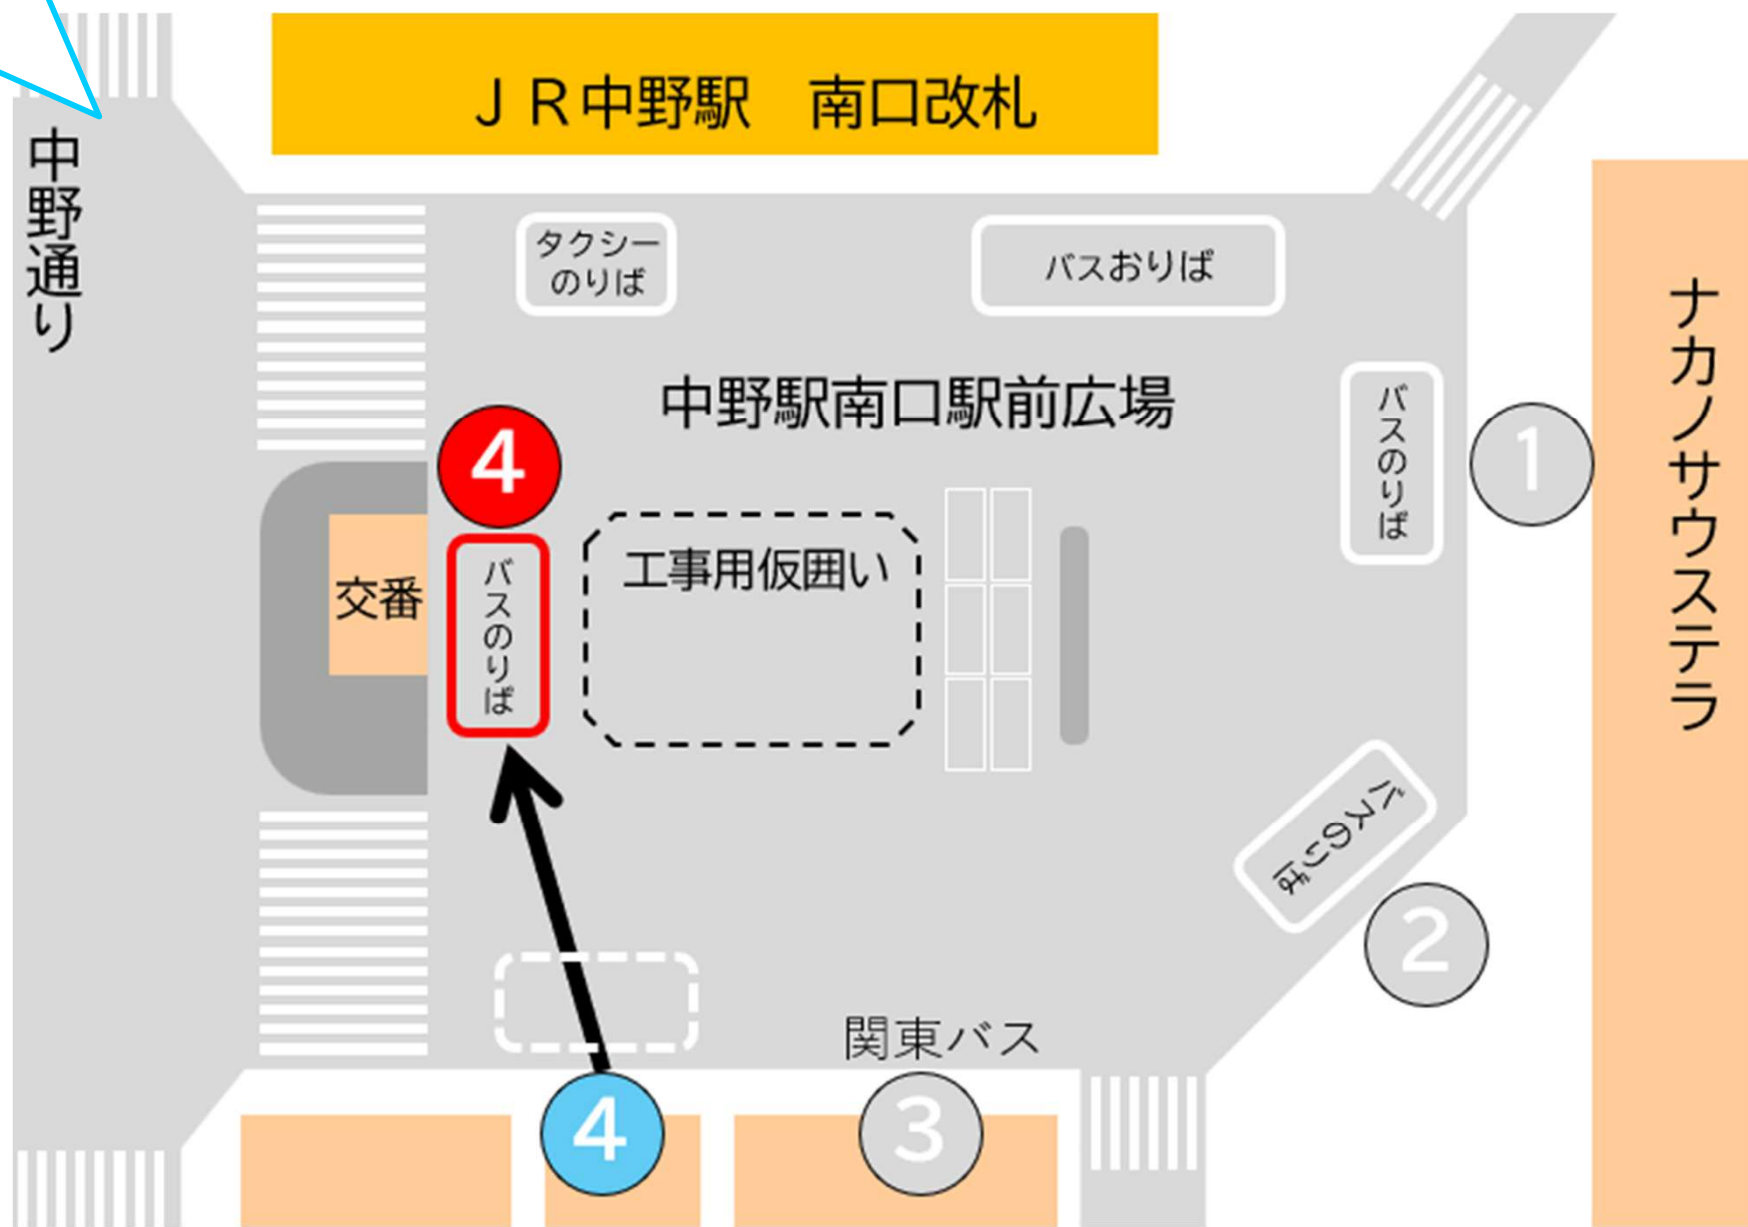 ＪＲ中野駅　南口改札
中野通り
タクシー
のりば
バスおりば
中野駅南口駅前広場
バスのりば
1
ナカノサウステラ
4
バスのりば
交番
工事用仮囲い
バスのりば
2
関東バス
4
3